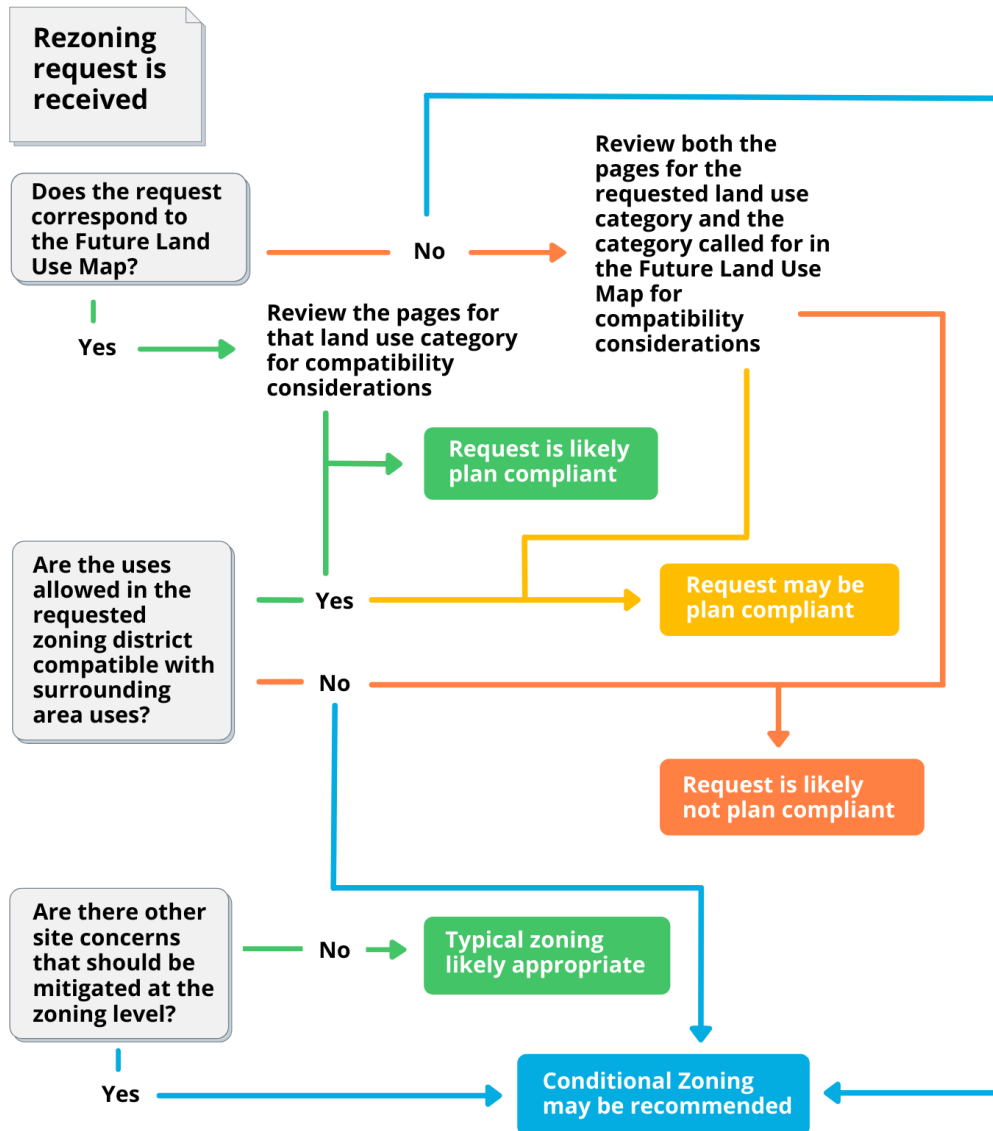 Rezoning
request is
received
Does the request
correspond to
the Future Land
Use Map?
No
Review both the
pages for the
requested land use
category and the
category called for in
the Future Land Use
Map for
compatibility
considerations
Yes
Review the pages for
that land use category
for compatibility
considerations
Request is likely
plan compliant
Are the uses
allowed in the
requested
zoning district
compatible with
surrounding
area uses?
Yes
Request may be
plan compliant
No
Request is likely
not plan compliant
Are there other
site concerns
that should be
mitigated at the
zoning level?
No
Typical zoning
likely appropriate
Yes
Conditional Zoning
may be recommended